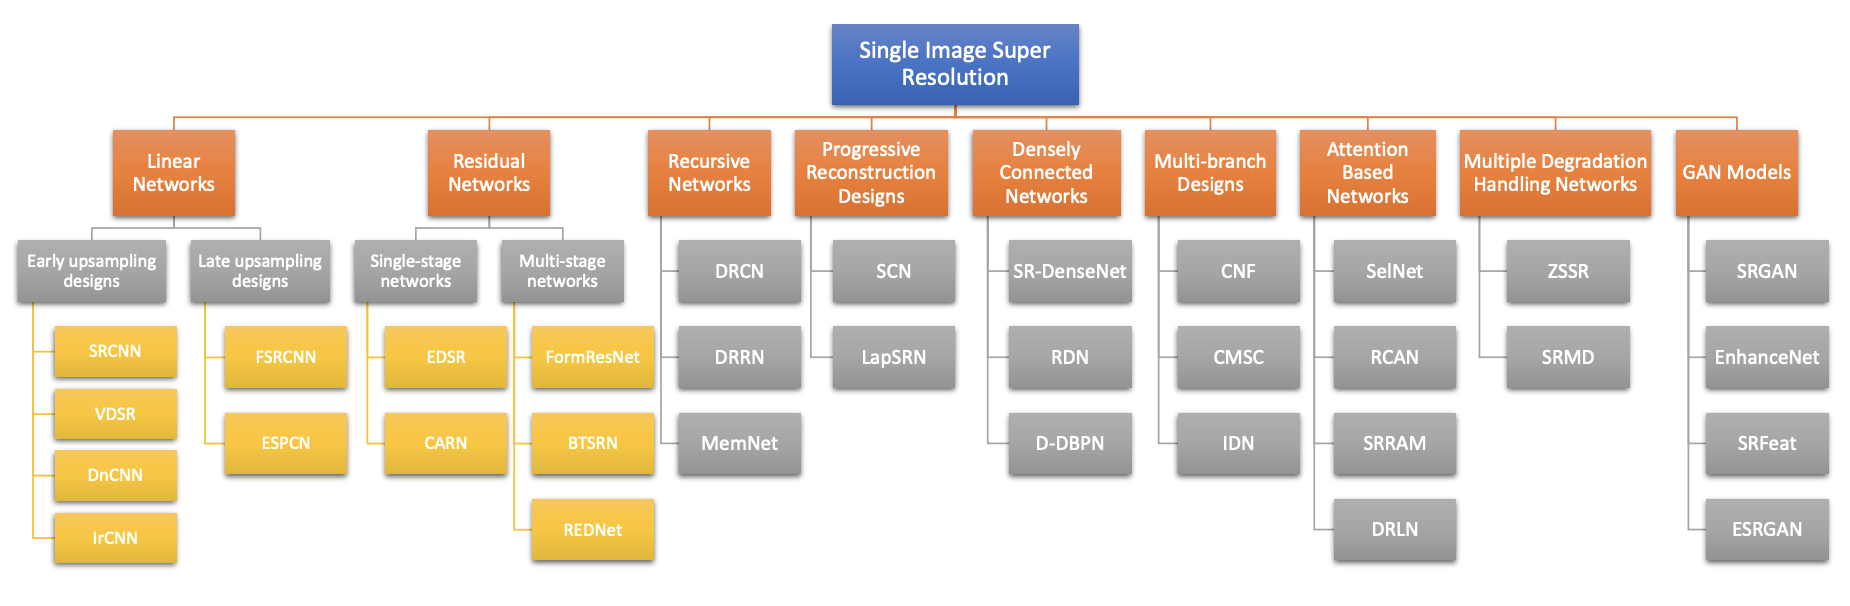 Single Image Super
Resolution
Linear
Networks
Residual
Networks
Recursive
Networks
Progressive
Reconstruction
Designs
Densely
Connected
Networks
Multi-branch
Designs
Attention
Based
Networks
Multiple Degradation
Handling Networks
GAN Models
Early upsampling
designs
Late upsampling
designs
Single-stage
networks
Multi-stage
networks
SRCNN
VDSR
DnCNN
IrCNN
FSRCNN
ESPCN
EDSR
CARN
FormResNet
BTSRN
REDNet
DRCN
DRRN
MemNet
SCN
LapSRN
SR-DenseNet
RDN
D-DBPN
CNF
CMSC
IDN
SelNet
RCAN
SRRAM
DRLN
ZSSR
SRMD
SRGAN
EnhanceNet
SRFeat
ESRGAN